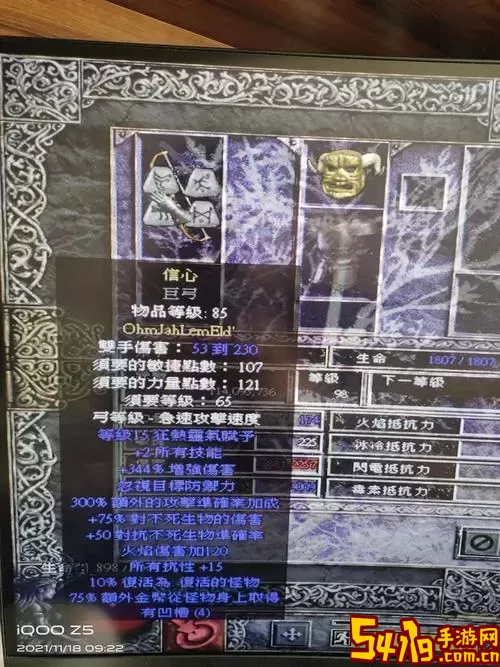 信心
巨弓
物品等級: 85
OhmJahLemEld'
雙手傷害: 53 到 230
須要的敏捷點數: 107
須要的力量點數: 121
須要等級: 65
弓等級 - 急速攻擊速度
等級15 狂熱靈氣賦予
+2 所有技能
+344% 增強傷害
忽視目標防禦力
300% 額外的攻擊準確率加成
+75% 對不死生物的傷害
+50 對抗不死生物準確率
火焰傷害加120
所有抗性 +15
10% 復活為: 復活的怪物
75% 額外金幣從怪物身上取得
有凹槽 (4)
生命 1807/1807
等級
98
下一等級
174 火焰抵抗力
225 冰冷抵抗力
閃電抵抗力
毒素抵抗力
iQOO Z5
2021/11/18 09:22
541g手游网
.com.cn